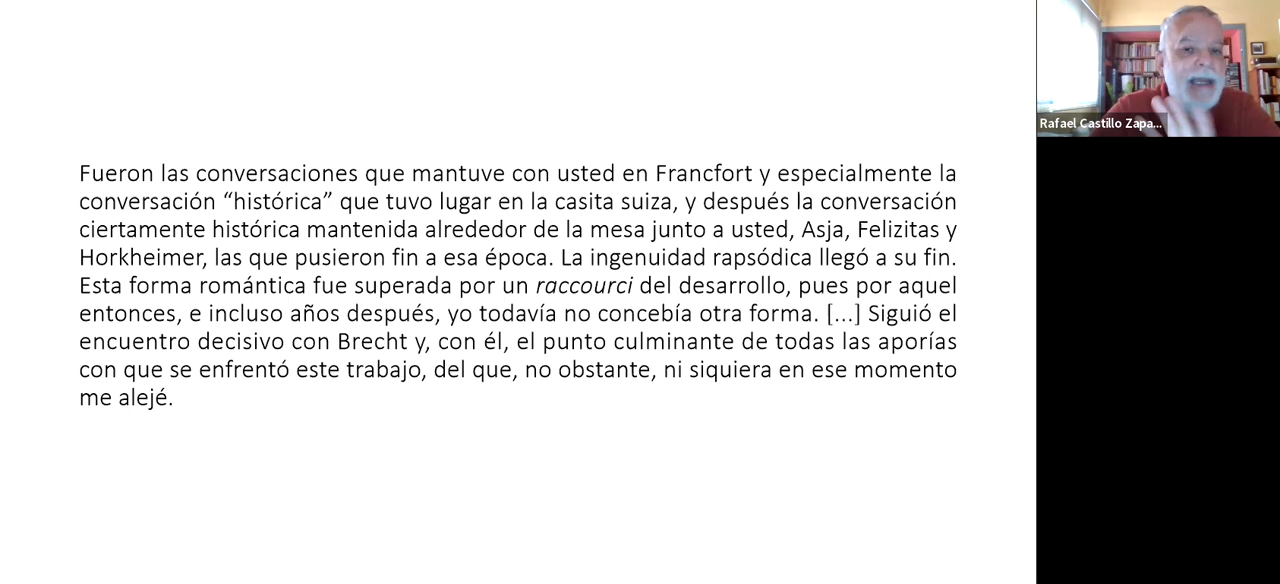 Fueron las conversaciones que mantuve con usted en Francfort y especialmente la
conversación “histórica” que tuvo lugar en la casita suiza, y después la conversación
ciertamente histórica mantenida alrededor de la mesa junto a usted, Asja, Felizitas y
Horkheimer, las que pusieron fin a esa época. La ingenuidad rapsódica llegó a su fin.
Esta forma romántica fue superada por un raccourci del desarrollo, pues por aquel
entonces, e incluso años después, yo todavía no concebía otra forma. [...] Siguió el
encuentro decisivo con Brecht y, con él, el punto culminante de todas las aporías
con que se enfrentó este trabajo, del que, no obstante, ni siquiera en ese momento
me alejé.
Rafael Castillo Zapa...